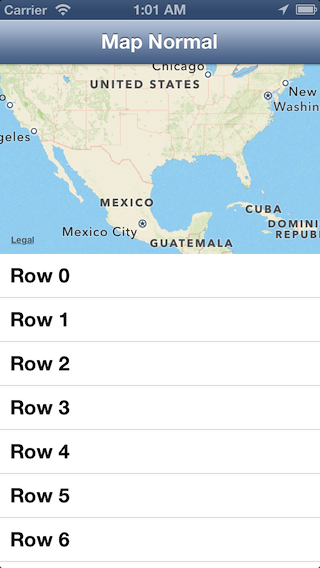 Carrier 1:01 AM
Map Normal
Chicago
UNITED STATES
New
Washin
geles
MEXICO
Mexico City
CUBA
DOMINI
REPUB
GUATEMALA
Legal
Row 0
Row 1
Row 2
Row 3
Row 4
Row 5
Row 6